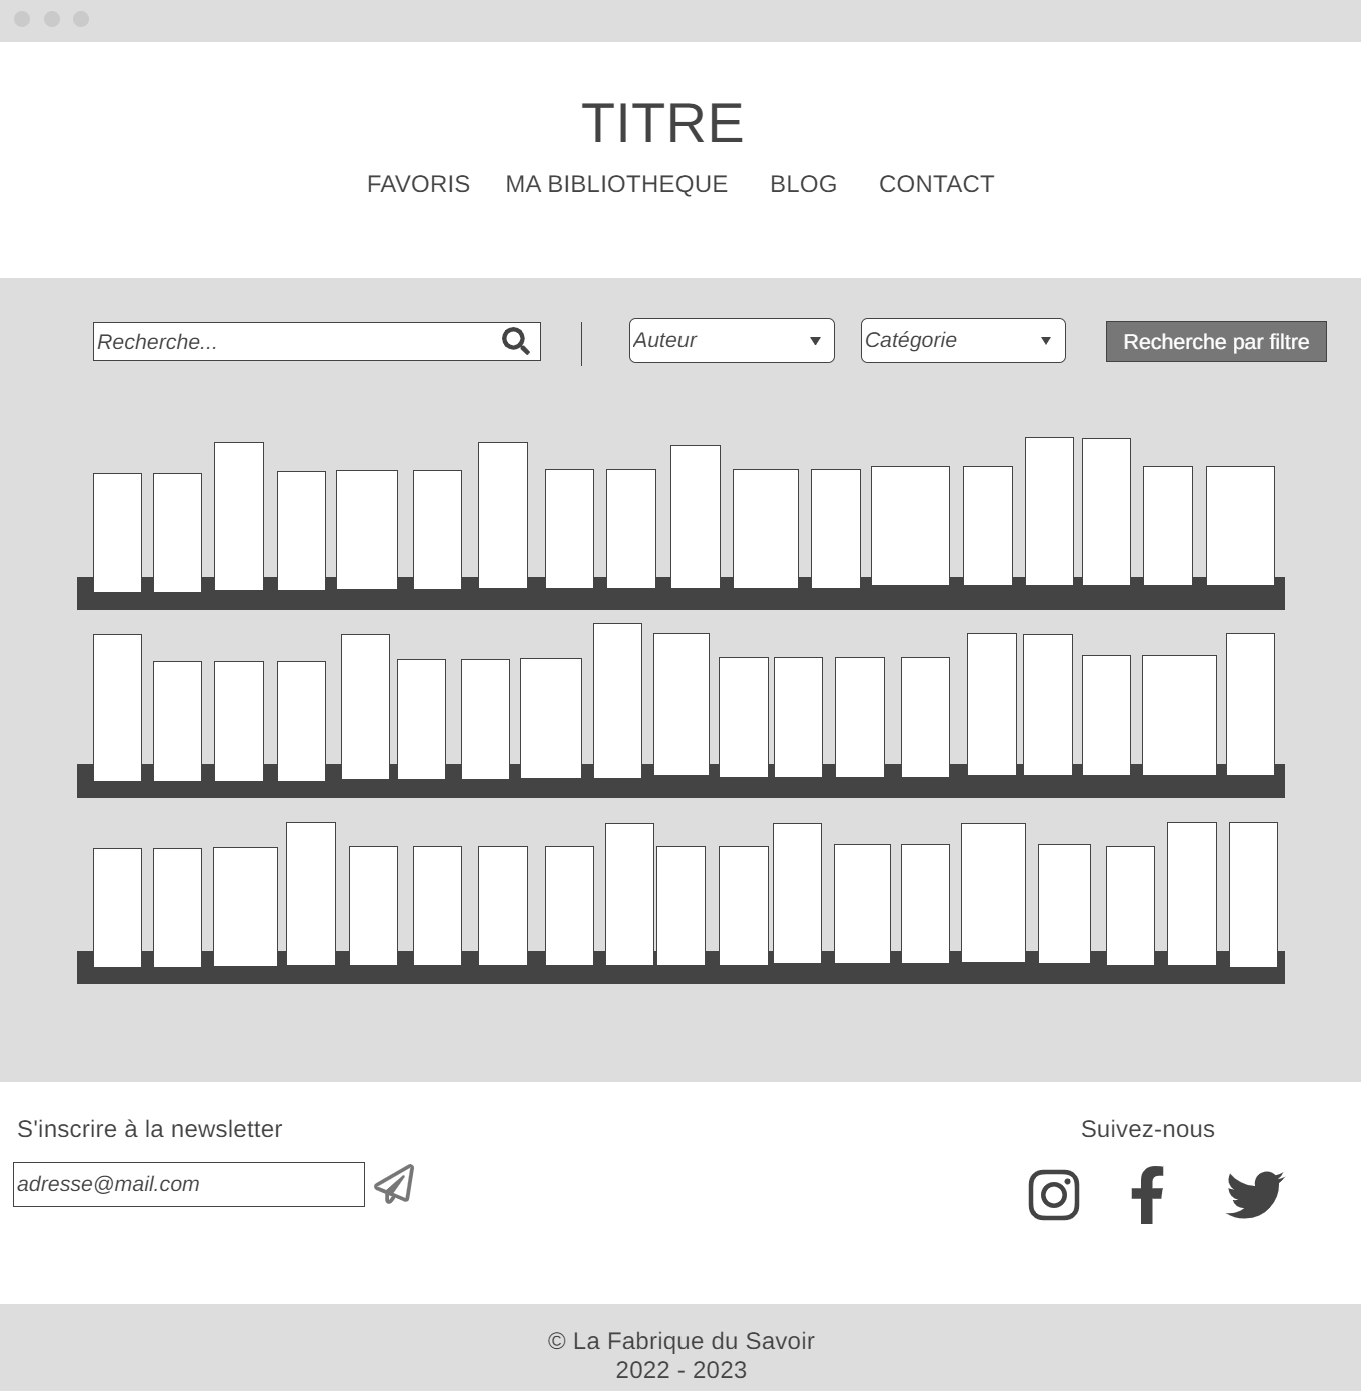 TITRE
FAVORIS MA BIBLIOTHEQUE BLOG CONTACT
Recherche... Auteur Catégorie Recherche par filtre
S'inscrire à la newsletter Suivez-nous
adresse@mail.com
© La Fabrique du Savoir
2022 - 2023